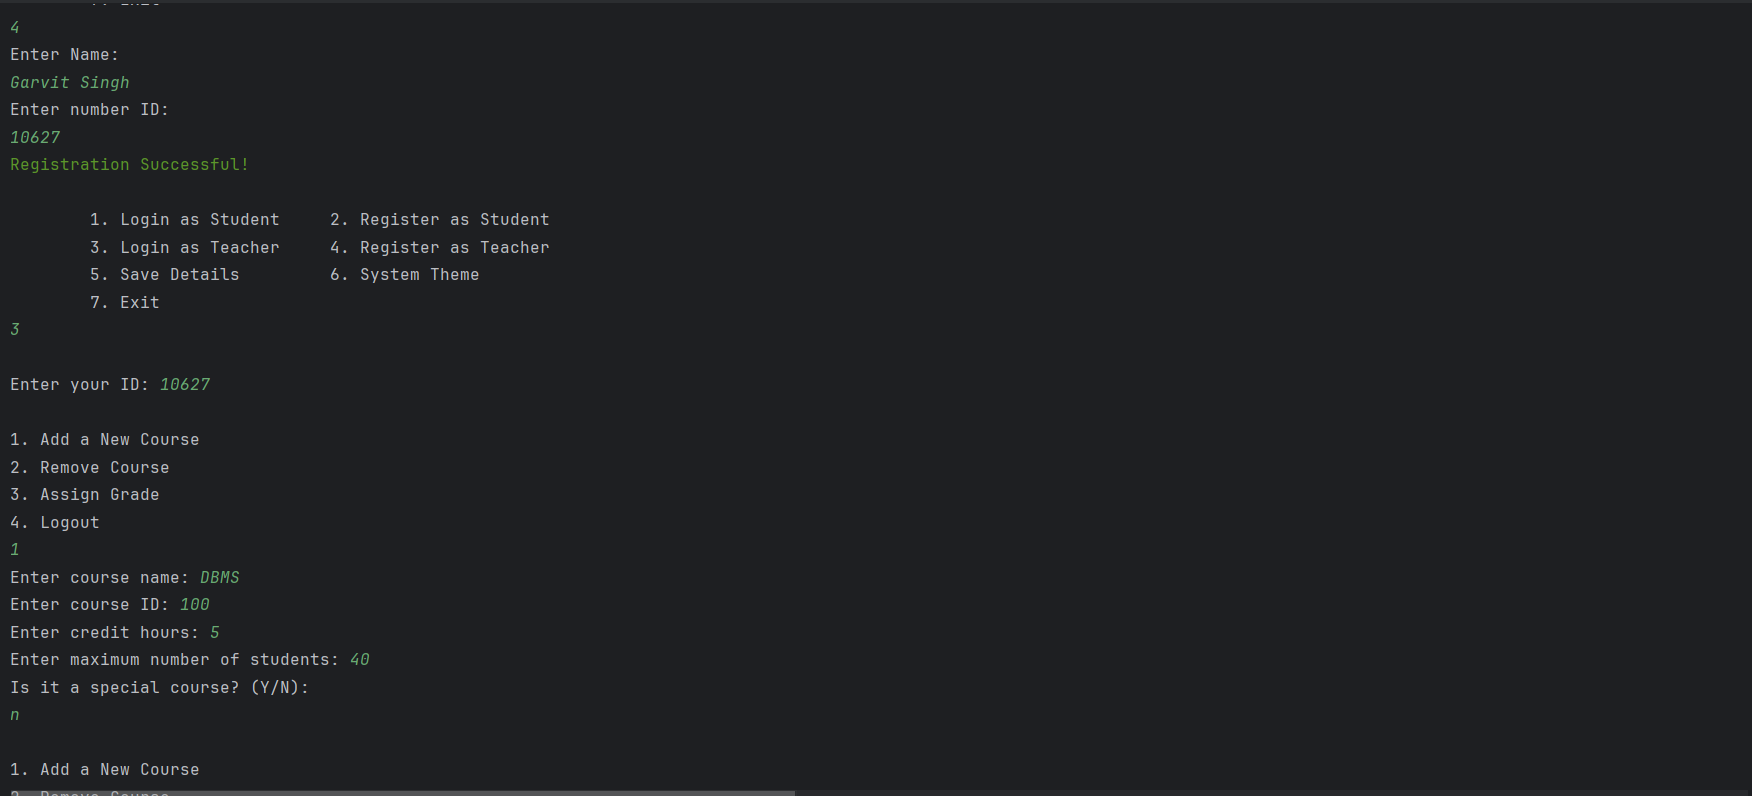 4
Enter Name:
Garvit Singh
Enter number ID:
10627
Registration Successful!
1. Login as Student 2. Register as Student
3. Login as Teacher 4. Register as Teacher
5. Save Details 6. System Theme
7. Exit
3
Enter your ID: 10627
1. Add a New Course
2. Remove Course
3. Assign Grade
4. Logout
1
Enter course name: DBMS
Enter course ID: 100
Enter credit hours: 5
Enter maximum number of students: 40
Is it a special course? (Y/N):
n
1. Add a New Course
2. Remove Course